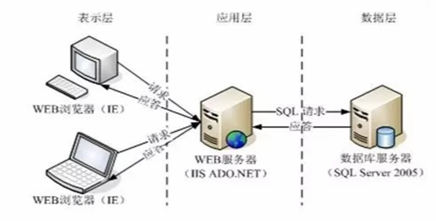 表示层
应用层
数据层
请求
应答
WEB浏览器（IE）
请求
应答
WEB浏览器（IE）
WEB服务器
（IIS ADO.NET）
SQL 请求
应答
数据库服务器
（SQL Server 2005）